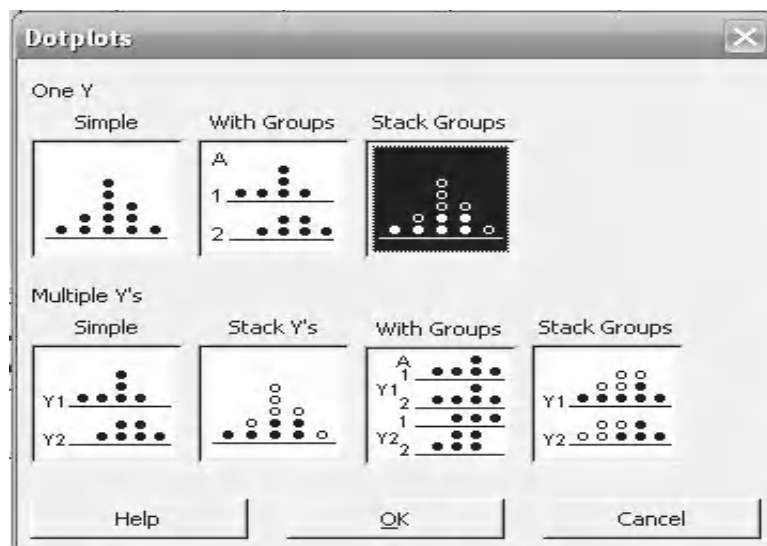 Dotplots
One Y
Simple With Groups Stack Groups
A
1
2
Multiple Y's
Simple Stack Y's With Groups Stack Groups
Y1
Y2
A
1
Y1
2
1
Y2
2
Y1
Y2
Help OK Cancel